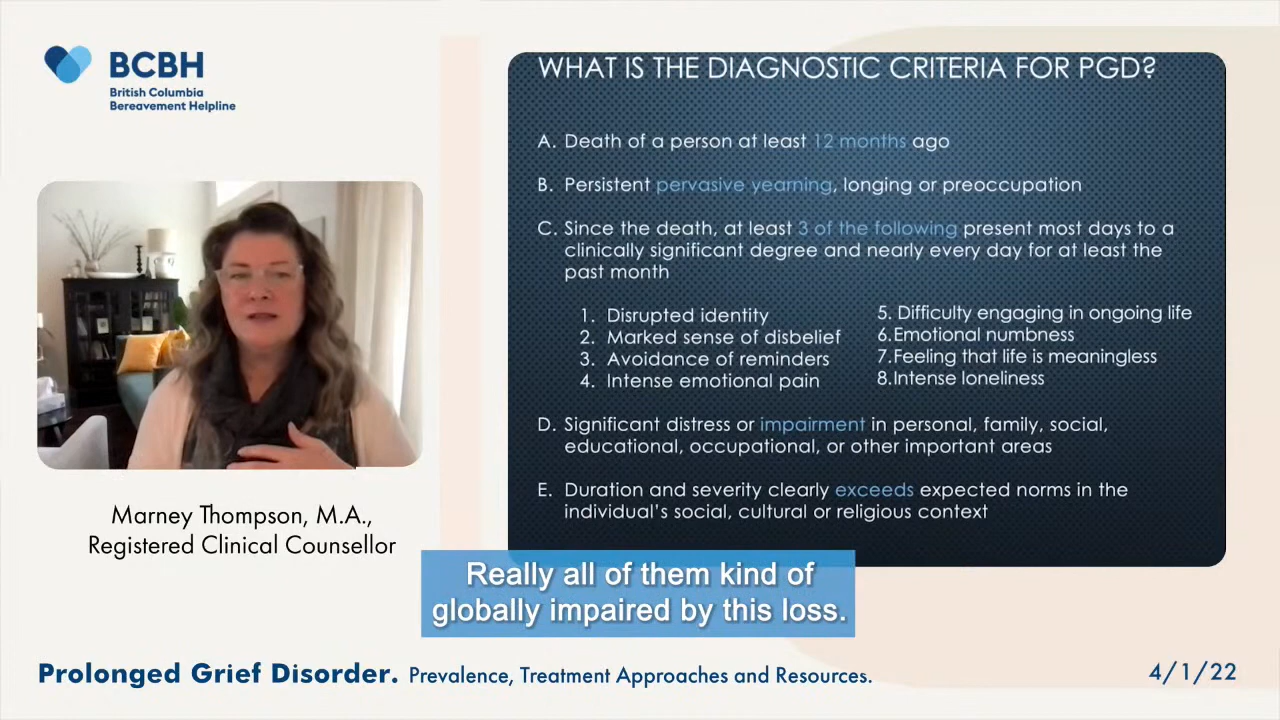 BCBH
British Columbia
Bereavement Helpline
WHAT IS THE DIAGNOSTIC CRITERIA FOR PGD?
A. Death of a person at least 12 months ago
B. Persistent pervasive yearning, longing or preoccupation
C. Since the death, at least 3 of the following present most days to a
clinically significant degree and nearly every day for at least the
past month
1. Disrupted identity
2. Marked sense of disbelief
3. Avoidance of reminders
4. Intense emotional pain
5. Difficulty engaging in ongoing life
6.Emotional numbness
7.Feeling that life is meaningless
8.Intense loneliness
D. Significant distress or impairment in personal, family, social,
educational, occupational, or other important areas
E. Duration and severity clearly exceeds expected norms in the
individual's social, cultural or religious context
Marney Thompson, M.A.,
Registered Clinical Counsellor
Really all of them kind of
globally impaired by this loss.
Prolonged Grief Disorder. Prevalence, Treatment Approaches and Resources.
4/1/22